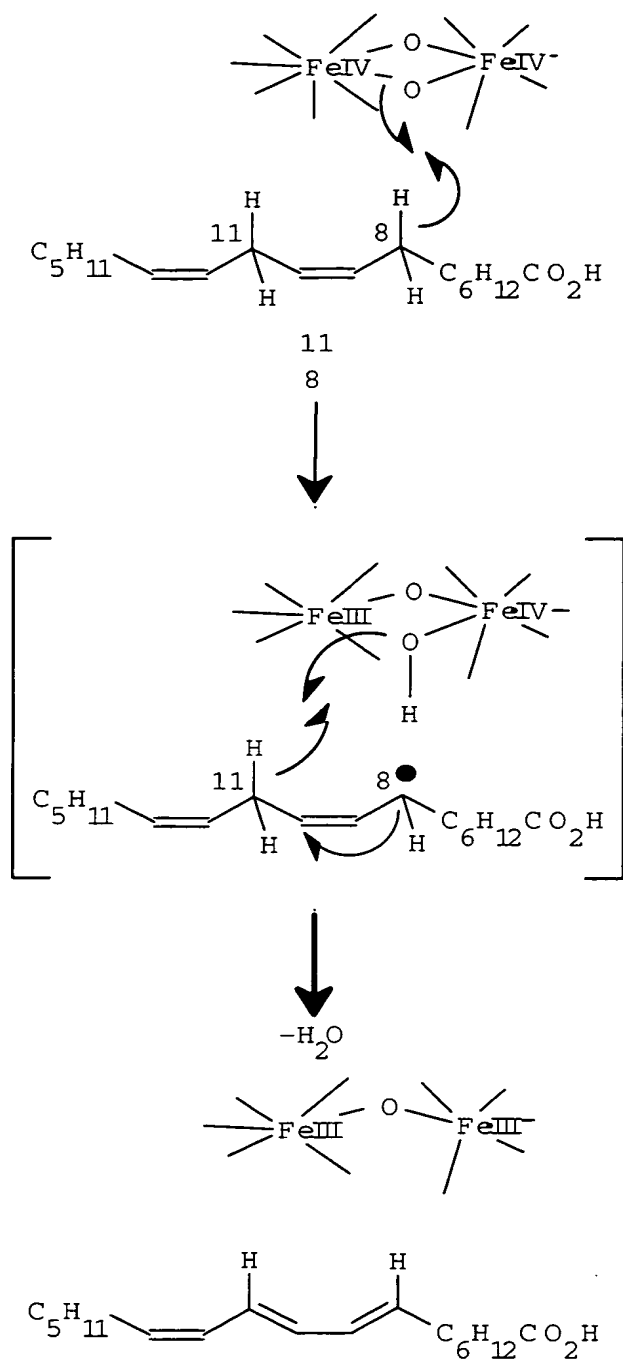 FeIV O FeIV
O
H H
11 8
C5H11 H H C6H12CO2H
11
8
FeIII O FeIV
O
H
H
11 8
C5H11 H H C6H12CO2H
-H2O
FeIII O FeIII
H H
C5H11 C6H12CO2H